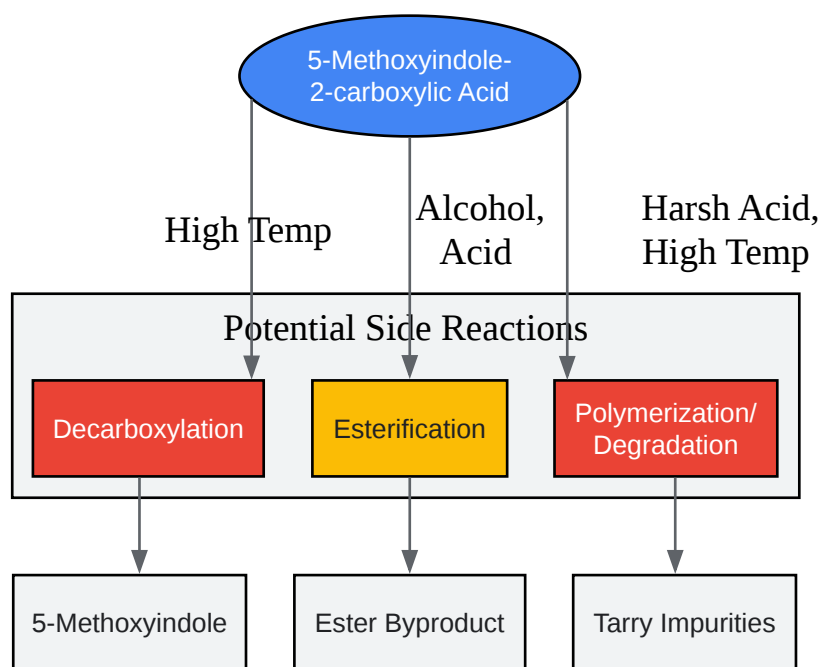 5-Methoxyindole-
2-carboxylic Acid
High Temp
Alcohol,
Acid
Harsh Acid,
High Temp
Potential Side Reactions
Decarboxylation
Esterification
Polymerization/
Degradation
5-Methoxyindole
Ester Byproduct
Tarry Impurities